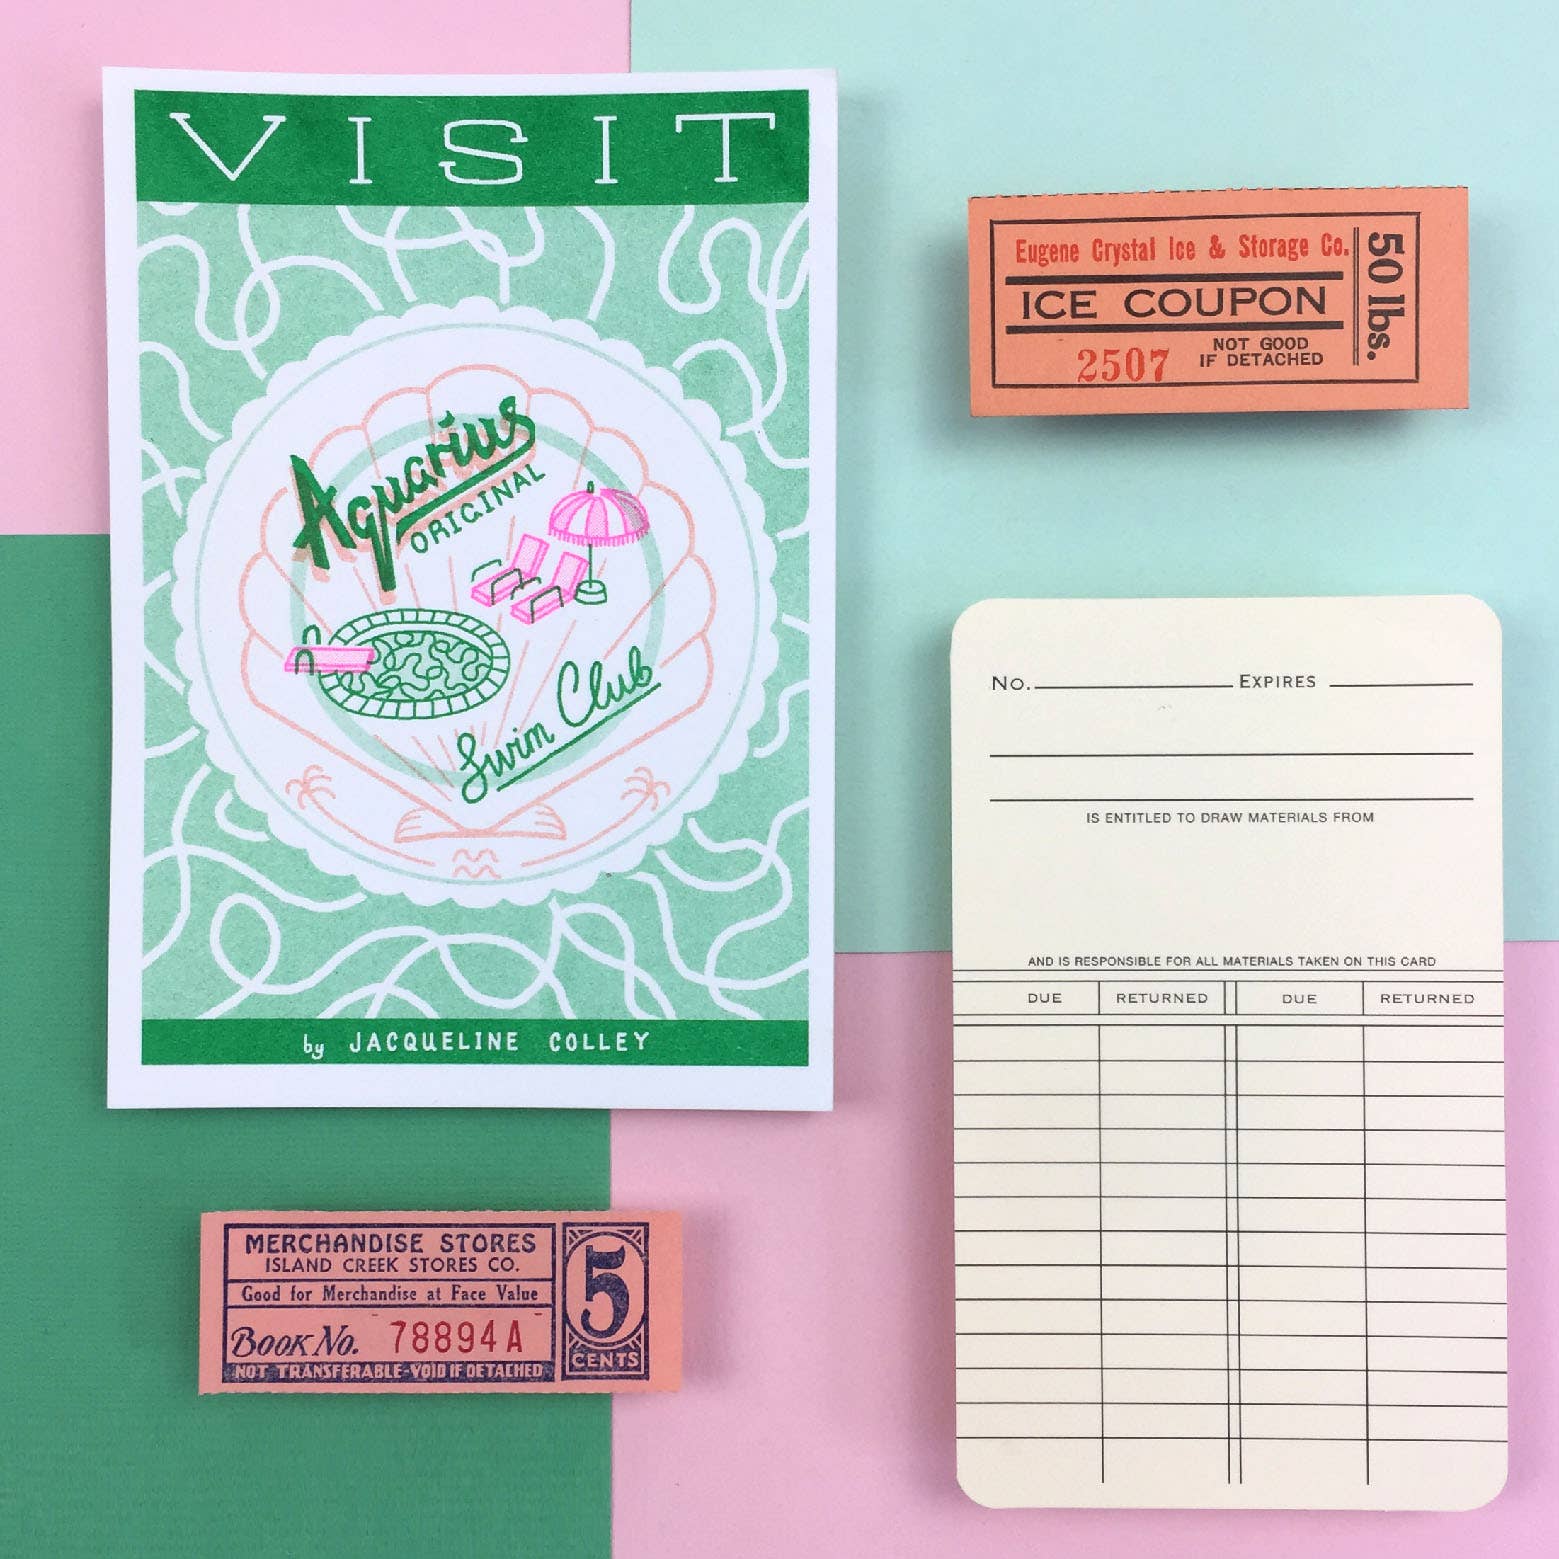 VISIT
Aquarius
ORIGINAL
Swim Club
by JACQUELINE COLLEY
Eugene Crystal Ice & Storage Co.
ICE COUPON
2507
NOT GOOD
IF DETACHED
50 lbs.
No. EXPIRES
IS ENTITLED TO DRAW MATERIALS FROM
AND IS RESPONSIBLE FOR ALL MATERIALS TAKEN ON THIS CARD
DUE RETURNED DUE RETURNED
MERCHANDISE STORES
ISLAND CREEK STORES CO.
Good for Merchandise at Face Value
BOOK NO. 78894A
NOT TRANSFERABLE-VOID IF DETACHED
5
CENTS